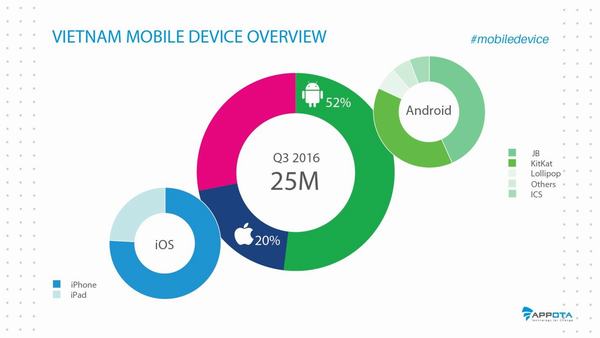 VIETNAM MOBILE DEVICE OVERVIEW
#mobiledevice
52%
Android
Q3 2016
25M
JB
KitKat
Lollipop
Others
ICS
20%
iOS
iPhone
iPad
APPOTA